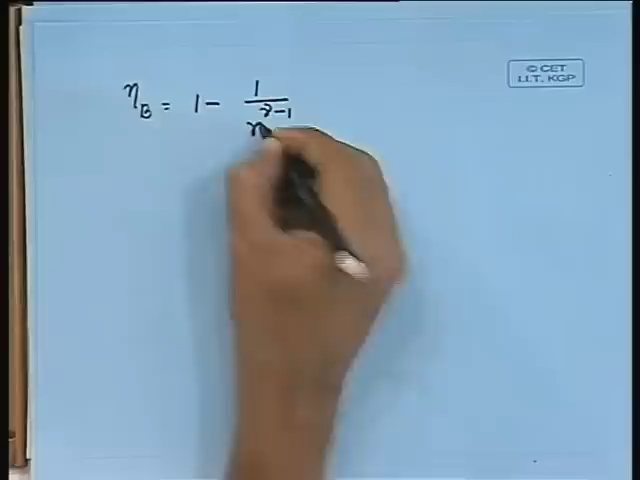 © CET
I.I.T. KGP
η_B = 1 - 1 / r^(γ-1)